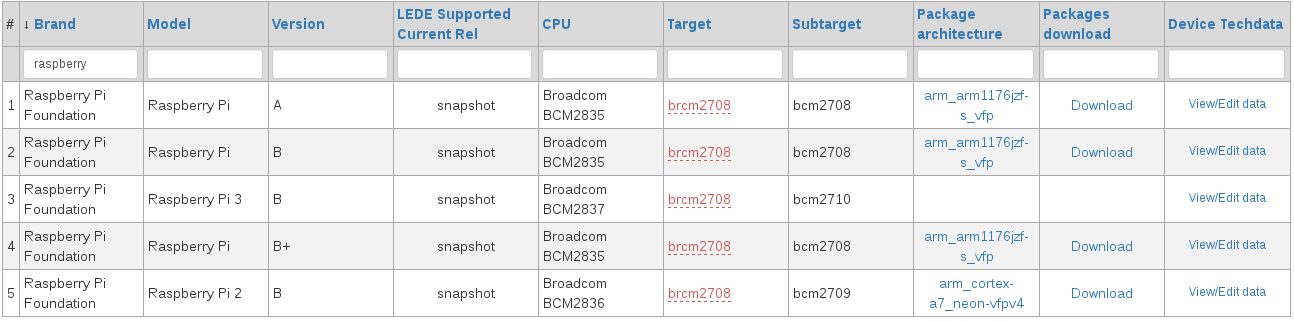 # ↓ Brand Model Version LEDE Supported Current Rel CPU Target Subtarget Package architecture Packages download Device Techdata
raspberry
1 Raspberry Pi Foundation Raspberry Pi A snapshot Broadcom BCM2835 brcm2708 bcm2708 arm_arm1176jzf-s_vfp Download View/Edit data
2 Raspberry Pi Foundation Raspberry Pi B snapshot Broadcom BCM2835 brcm2708 bcm2708 arm_arm1176jzf-s_vfp Download View/Edit data
3 Raspberry Pi Foundation Raspberry Pi 3 B snapshot Broadcom BCM2837 brcm2708 bcm2710 View/Edit data
4 Raspberry Pi Foundation Raspberry Pi B+ snapshot Broadcom BCM2835 brcm2708 bcm2708 arm_arm1176jzf-s_vfp Download View/Edit data
5 Raspberry Pi Foundation Raspberry Pi 2 B snapshot Broadcom BCM2836 brcm2708 bcm2709 arm_cortex-a7_neon-vfpv4 Download View/Edit data